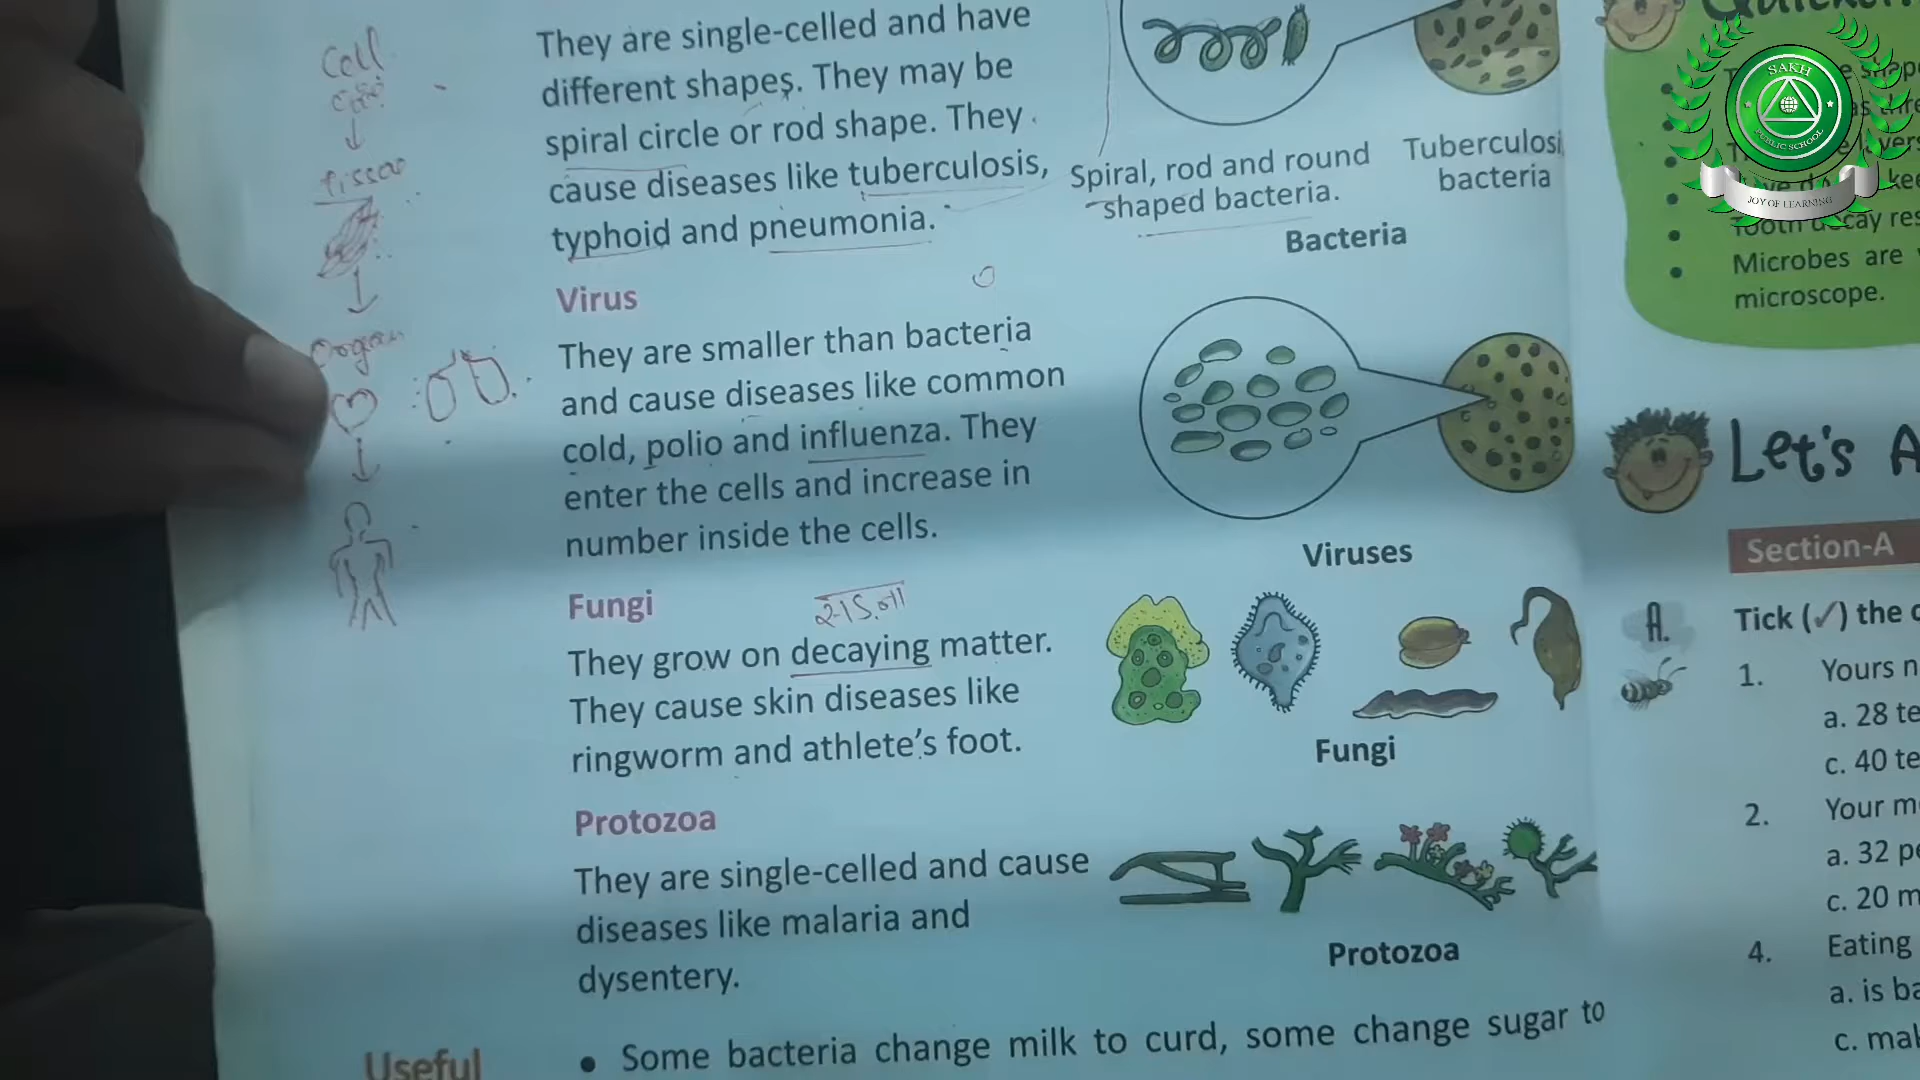 Cell
↓
↓
Organ
↓
They are single-celled and have
different shapes. They may be
spiral circle or rod shape. They
cause diseases like tuberculosis,
typhoid and pneumonia.
Spiral, rod and round
shaped bacteria.
Tuberculosi
bacteria
Bacteria
Virus
They are smaller than bacteria
and cause diseases like common
cold, polio and influenza. They
enter the cells and increase in
number inside the cells.
Viruses
Fungi
They grow on decaying matter.
They cause skin diseases like
ringworm and athlete's foot.
Fungi
Protozoa
They are single-celled and cause
diseases like malaria and
dysentery.
Protozoa
Useful
• Some bacteria change milk to curd, some change sugar to
Tooth decay res
Microbes are
microscope.
Let's A
Section-A
A. Tick (✓) the
1. Yours n
a. 28 te
c. 40 te
2. Your m
a. 32 pe
c. 20 m
4. Eating
a. is ba
c. mal
SAKH
PUBLIC SCHOOL
JOY OF LEARNING